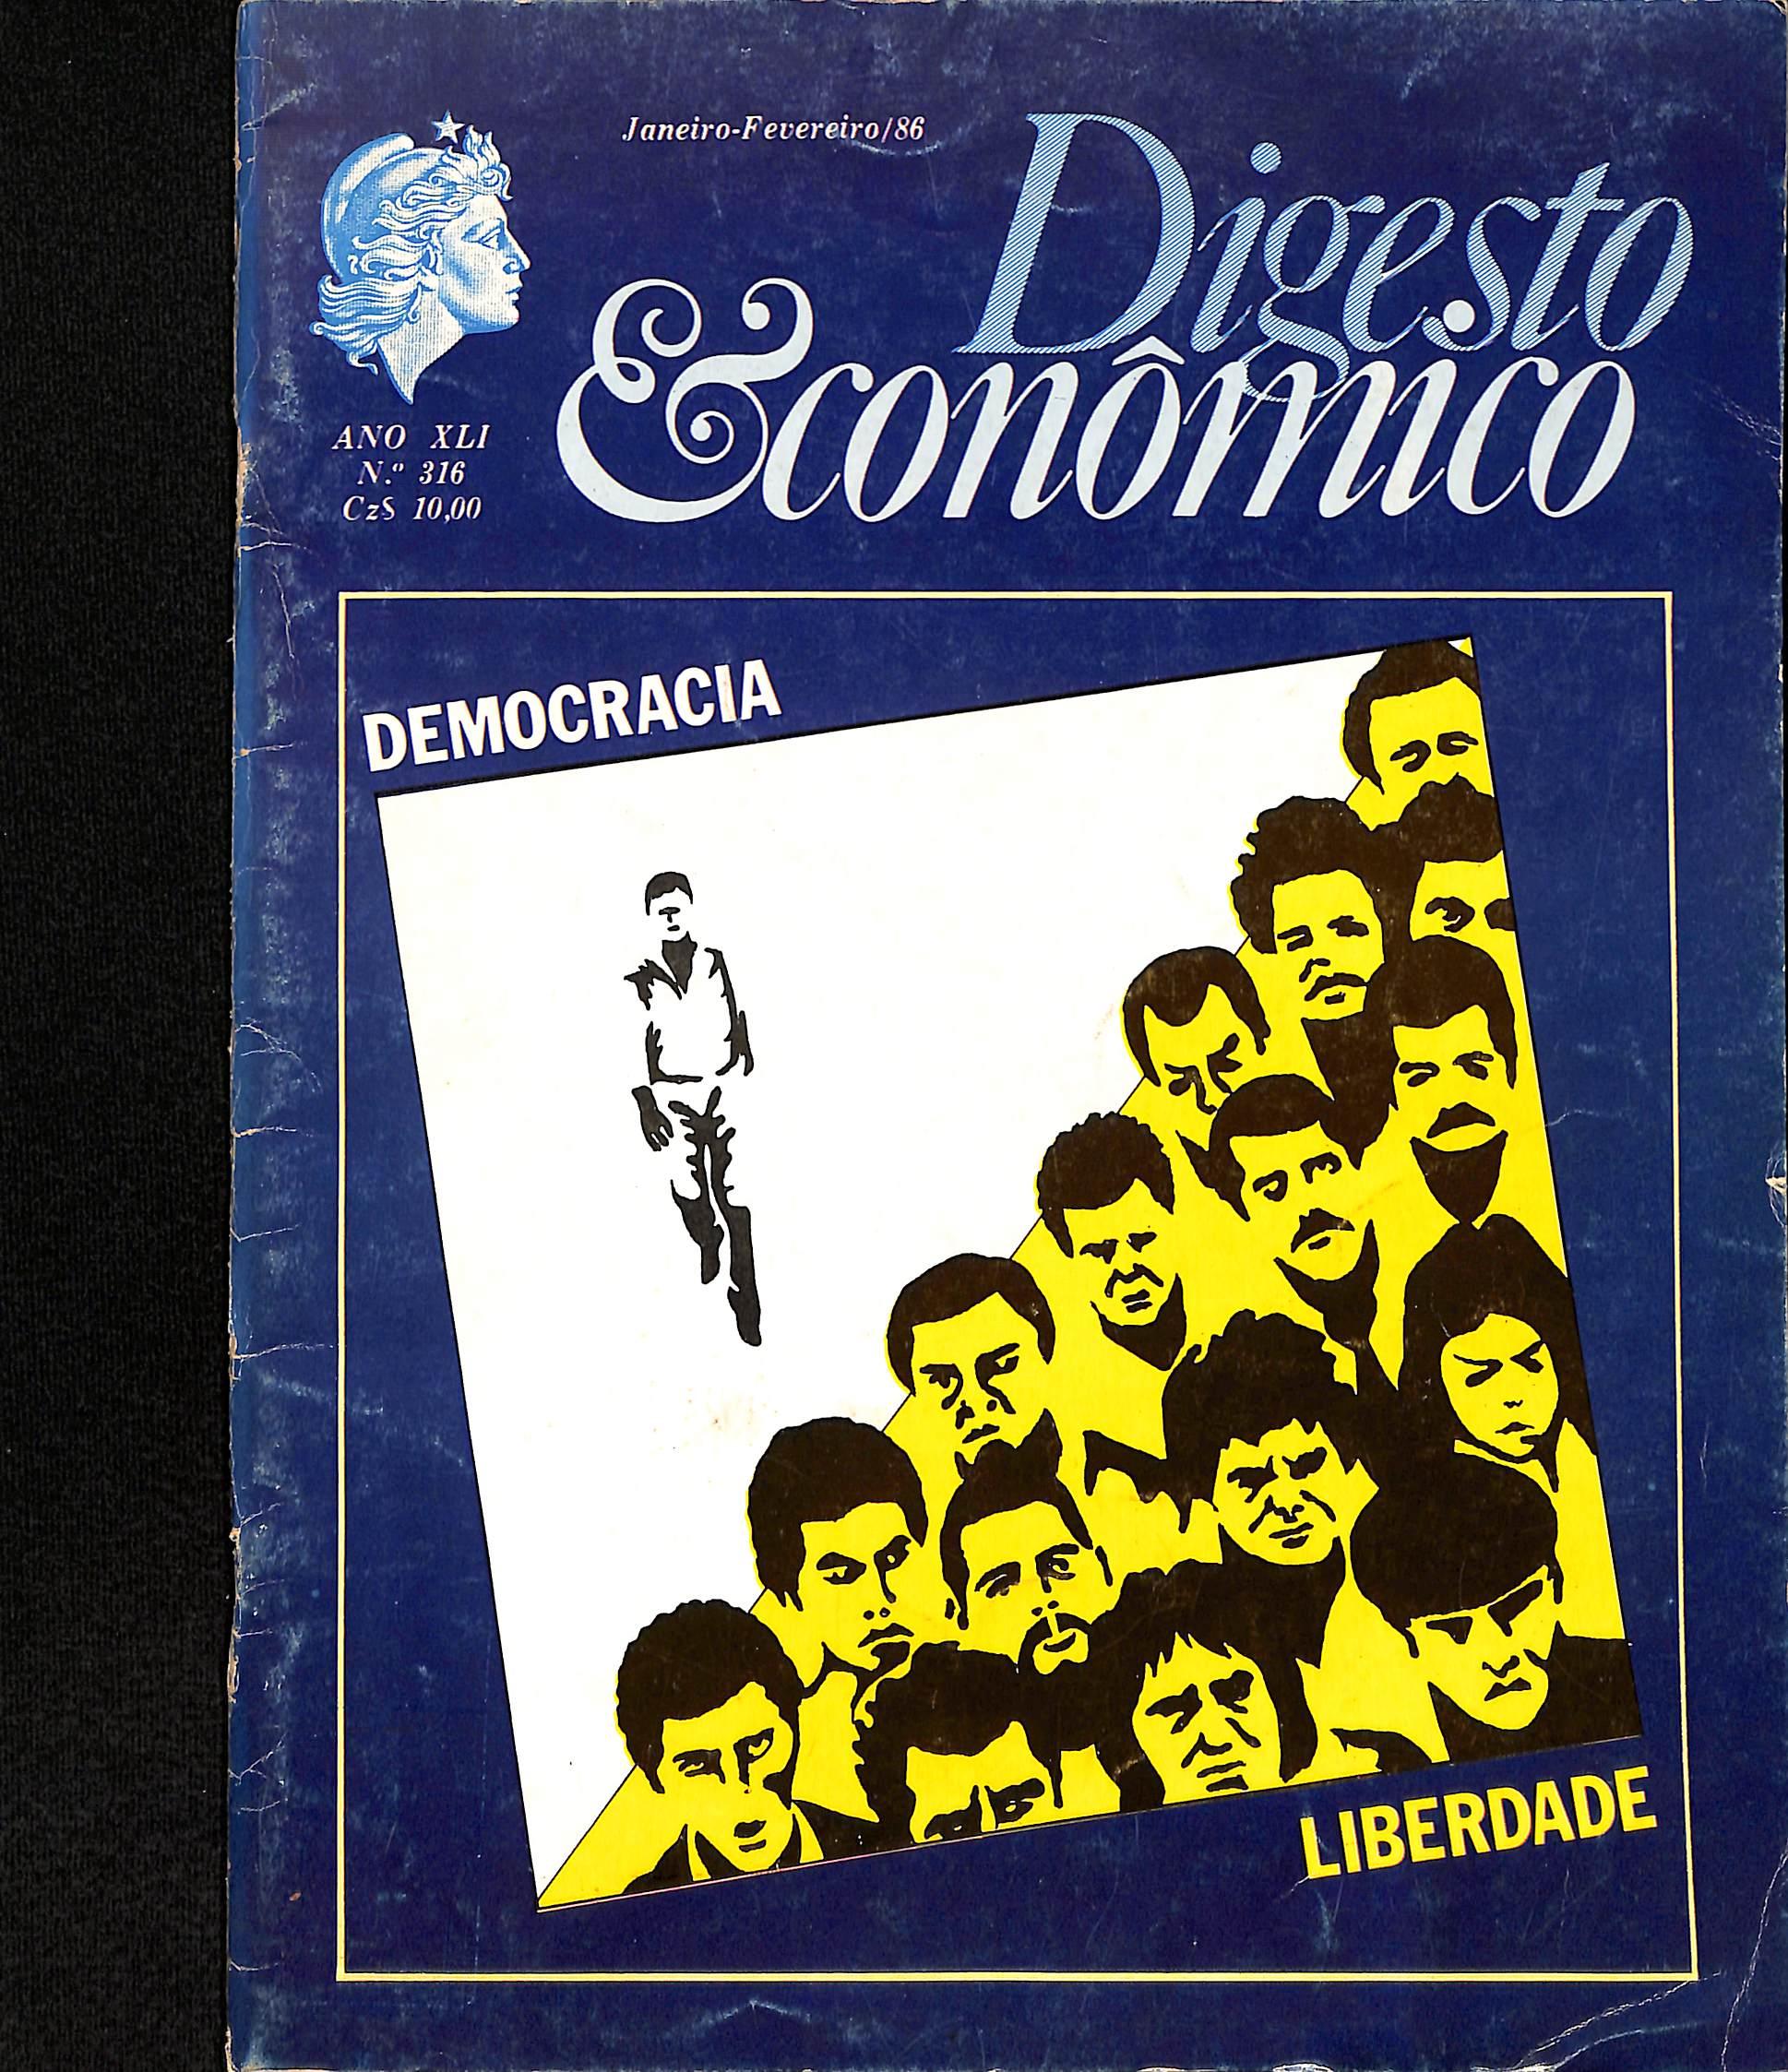 Janeiro-Fevereiro/86
Digesto
Econômico
ANO XLI
N.º 316
Cz$ 10,00
DEMOCRACIA
LIBERDADE